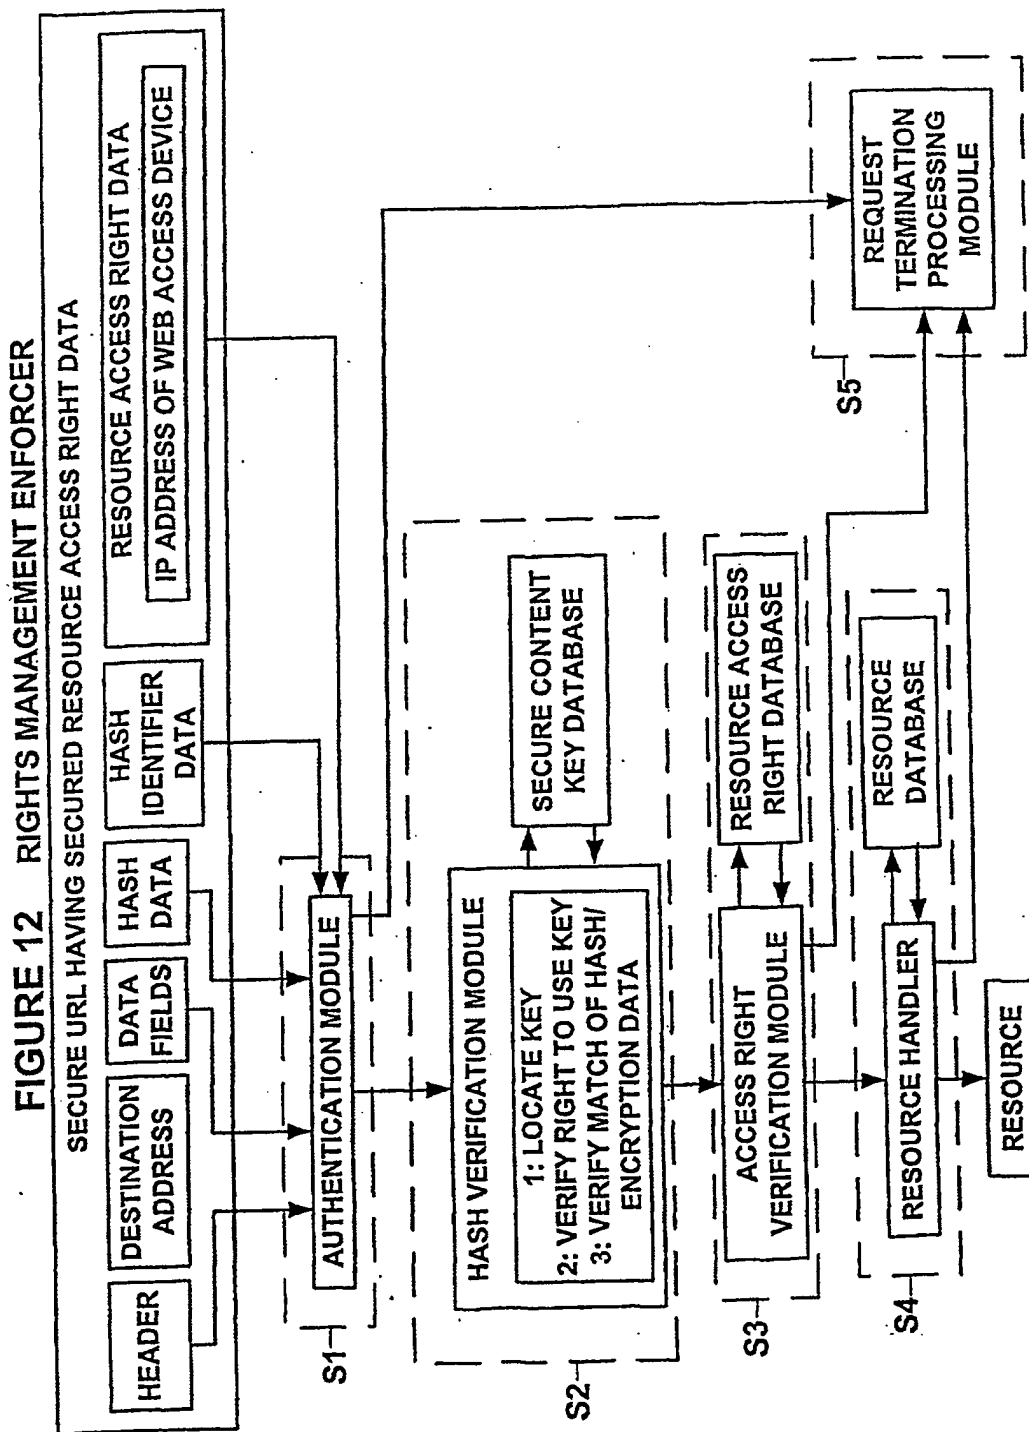 FIGURE 12 RIGHTS MANAGEMENT ENFORCER
SECURE URL HAVING SECURED RESOURCE ACCESS RIGHT DATA
HEADER
DESTINATION
ADDRESS
DATA
FIELDS
HASH
DATA
HASH
IDENTIFIER
DATA
RESOURCE ACCESS RIGHT DATA
IP ADDRESS OF WEB ACCESS DEVICE
S1
AUTHENTICATION MODULE
S2
HASH VERIFICATION MODULE
1: LOCATE KEY
2: VERIFY RIGHT TO USE KEY
3: VERIFY MATCH OF HASH/
ENCRYPTION DATA
SECURE CONTENT
KEY DATABASE
S3
ACCESS RIGHT
VERIFICATION MODULE
RESOURCE ACCESS
RIGHT DATABASE
S4
RESOURCE HANDLER
RESOURCE
DATABASE
S5
REQUEST
TERMINATION
PROCESSING
MODULE
RESOURCE